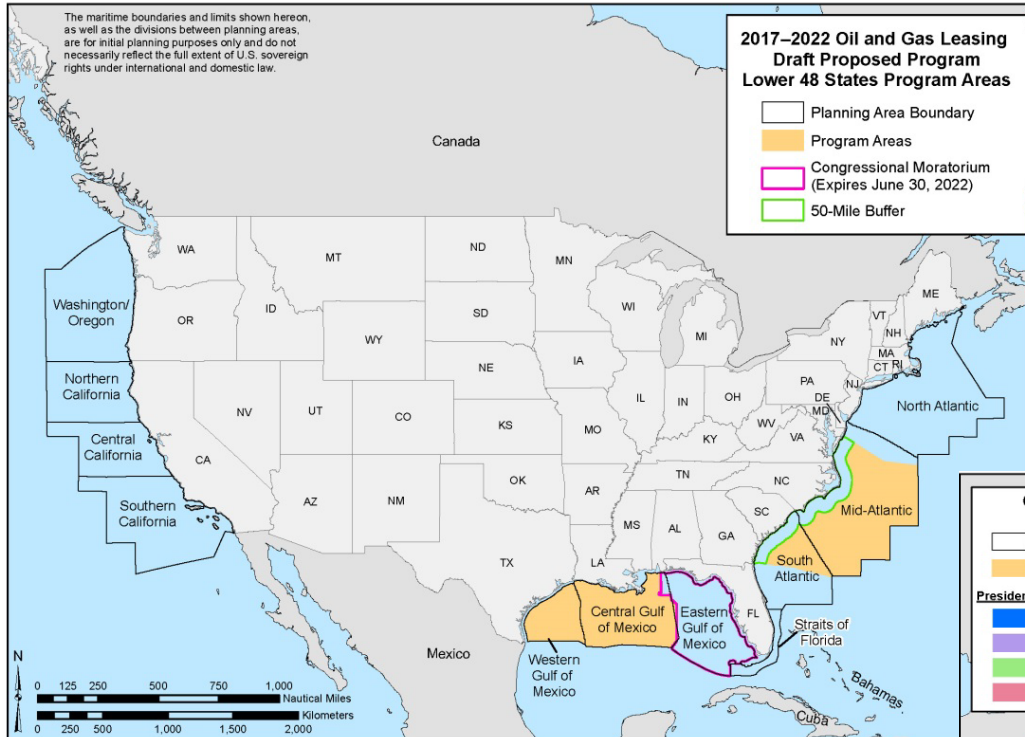 The maritime boundaries and limits shown hereon,
as well as the divisions between planning areas,
are for initial planning purposes only and do not
necessarily reflect the full extent of U.S. sovereign
rights under international and domestic law.
2017–2022 Oil and Gas Leasing
Draft Proposed Program
Lower 48 States Program Areas
Planning Area Boundary
Program Areas
Congressional Moratorium
(Expires June 30, 2022)
50-Mile Buffer
Canada
WA
MT
ND
MN
ME
Washington/
Oregon
OR
ID
SD
WI
MI
VT
NH
NY
MA
CT RI
WY
Northern
California
NE
IA
PA
NJ
North Atlantic
NV
UT
CO
IL
IN
OH
DE
MD
WV
VA
Central
California
CA
KS
MO
KY
Southern
California
AZ
NM
OK
AR
TN
NC
Mid-Atlantic
SC
MS
AL
GA
TX
LA
South
Atlantic
Central Gulf
of Mexico
Eastern
Gulf of
Mexico
FL
Straits of
Florida
Western
Gulf of
Mexico
Mexico
Bahamas
Cuba
N
0 125 250 500 750 1,000
Nautical Miles
Kilometers
0 250 500 1,000 1,500 2,000
Presiden